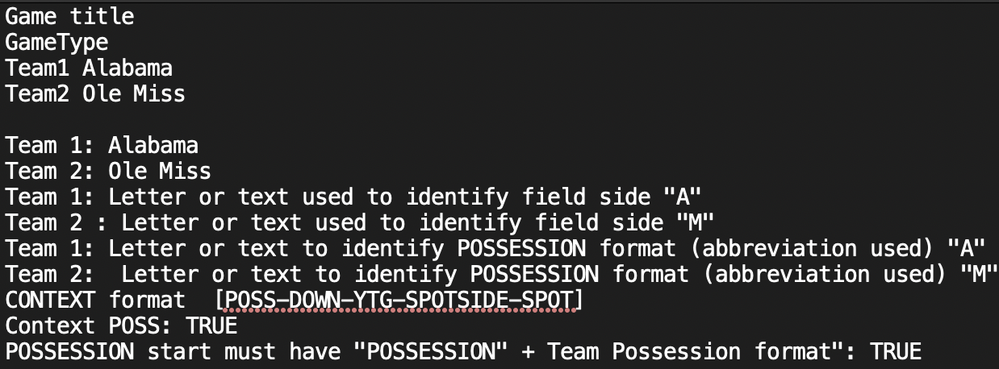 Game title
GameType
Team1 Alabama
Team2 Ole Miss
Team 1: Alabama
Team 2: Ole Miss
Team 1: Letter or text used to identify field side "A"
Team 2 : Letter or text used to identify field side "M"
Team 1: Letter or text to identify POSSESSION format (abbreviation used) "A"
Team 2:  Letter or text to identify POSSESSION format (abbreviation used) "M"
CONTEXT format  [POSS-DOWN-YTG-SPOTSIDE-SPOT]
Context POSS: TRUE
POSSESSION start must have "POSSESSION" + Team Possession format": TRUE